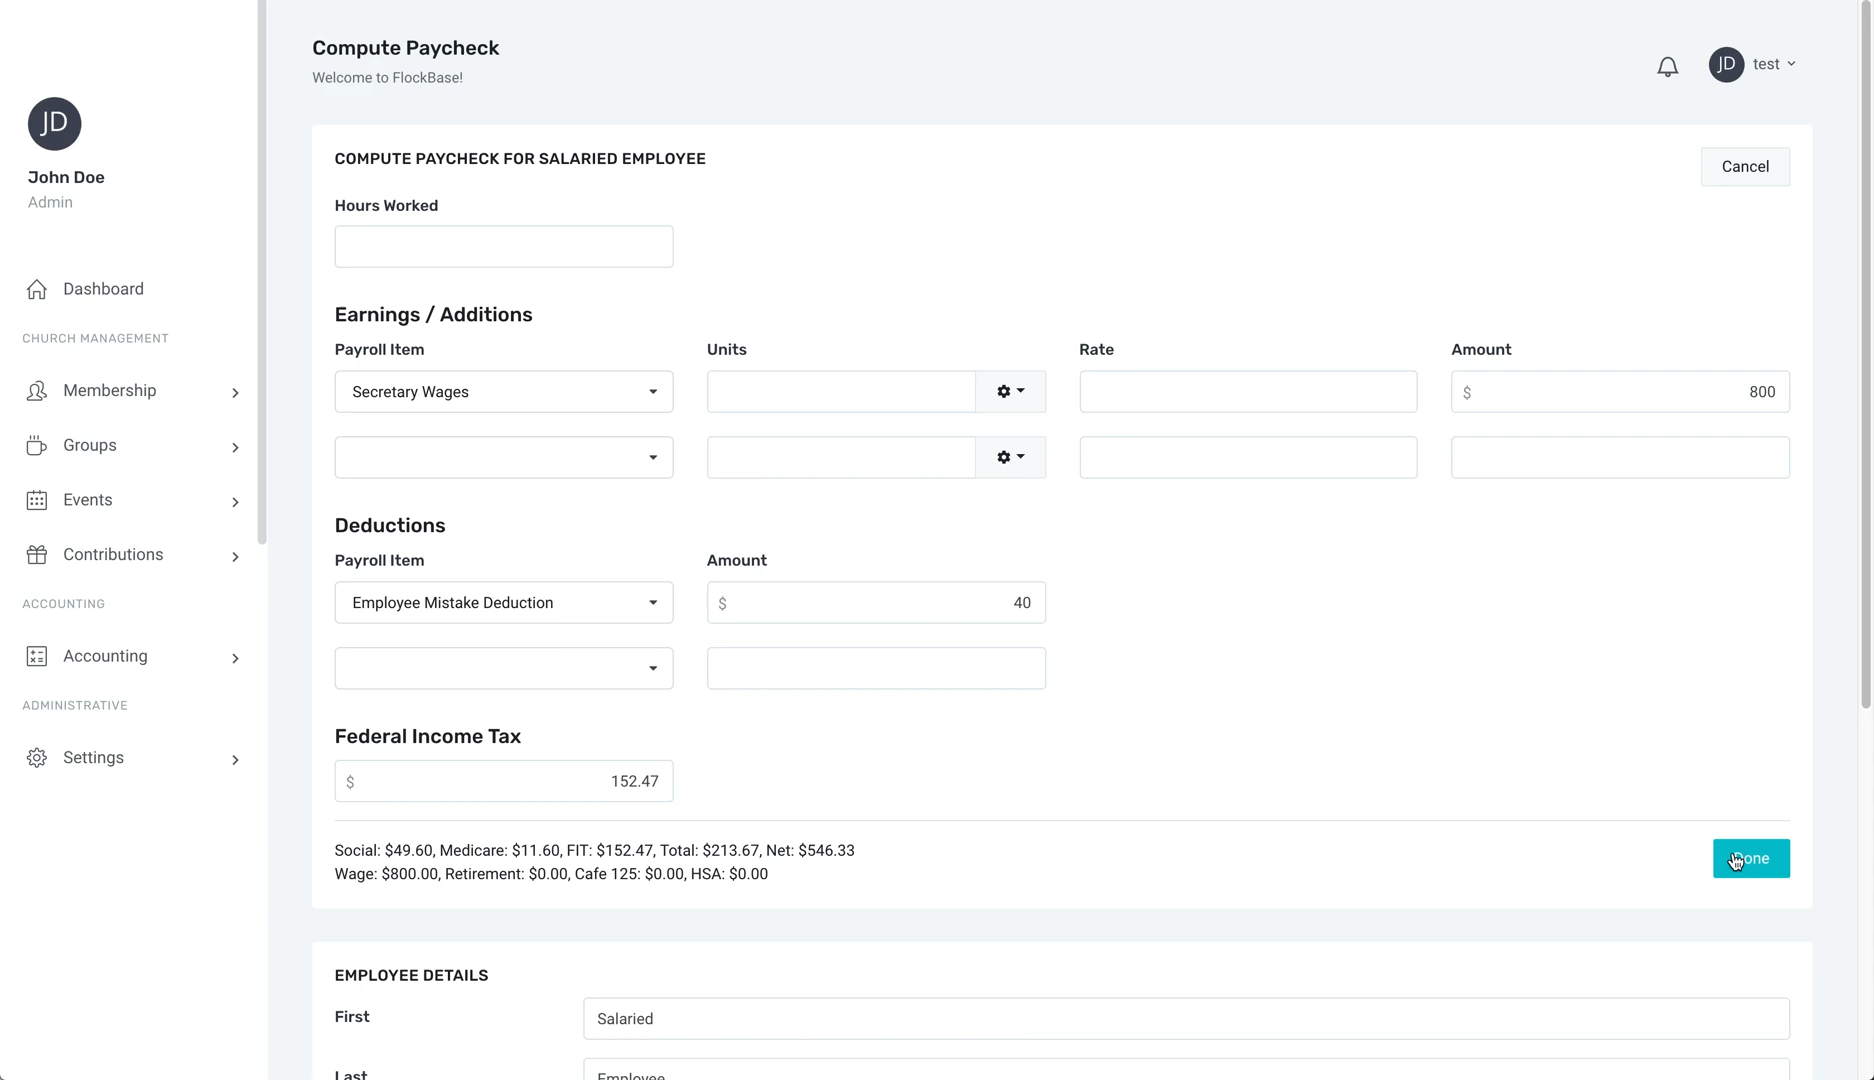 Compute Paycheck
Welcome to FlockBase!
JD
test
JD
John Doe
Admin
Dashboard
CHURCH MANAGEMENT
Membership
Groups
Events
Contributions
ACCOUNTING
Accounting
ADMINISTRATIVE
Settings
COMPUTE PAYCHECK FOR SALARIED EMPLOYEE
Cancel
Hours Worked
Earnings / Additions
Payroll Item Units Rate Amount
Secretary Wages $ 800
Deductions
Payroll Item Amount
Employee Mistake Deduction $ 40
Federal Income Tax
$ 152.47
Social: $49.60, Medicare: $11.60, FIT: $152.47, Total: $213.67, Net: $546.33
Wage: $800.00, Retirement: $0.00, Cafe 125: $0.00, HSA: $0.00
Done
EMPLOYEE DETAILS
First Salaried
Last Employee